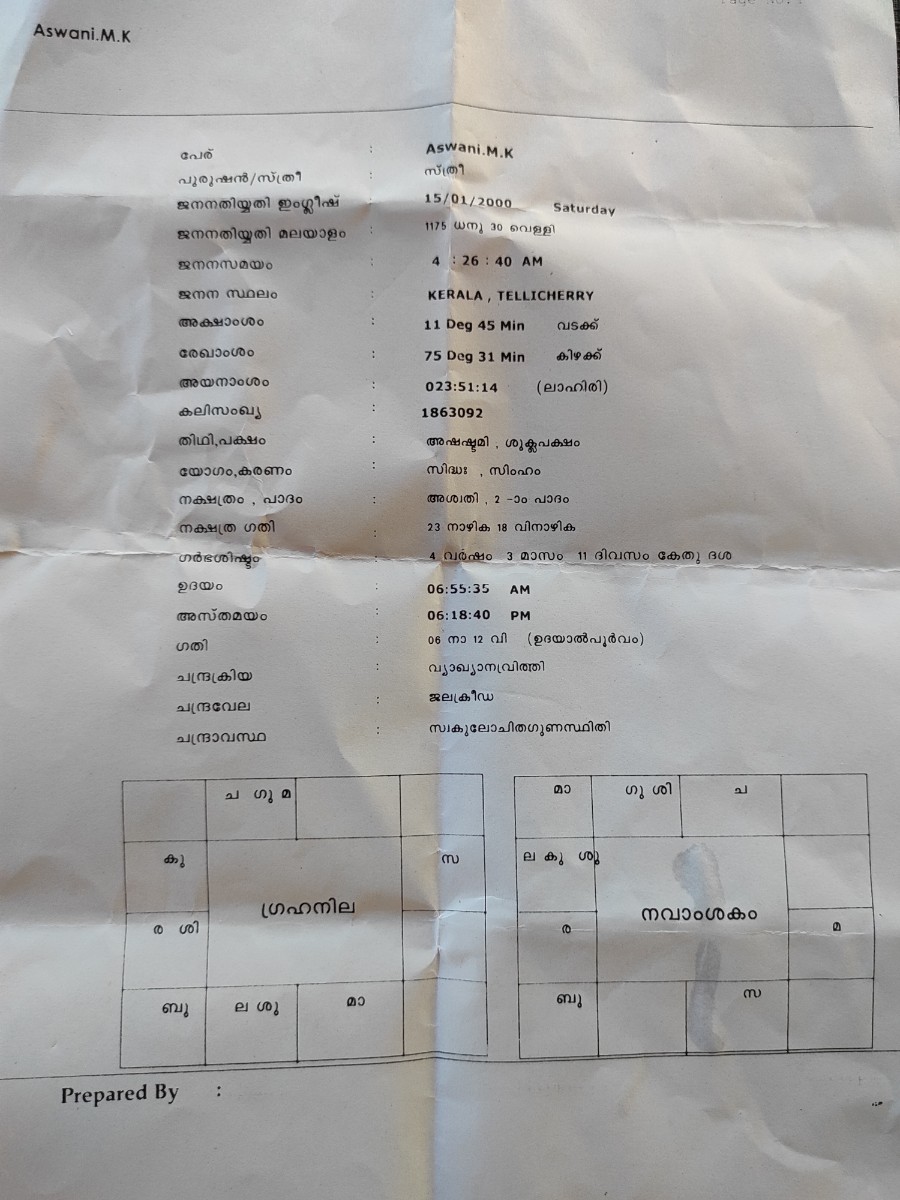 Aswani.M.K
പേര് : Aswani.M.K
പുരുഷൻ/സ്ത്രീ : സ്ത്രീ
ജനനതിയ്യതി ഇംഗ്ലീഷ് : 15/01/2000 Saturday
ജനനതിയ്യതി മലയാളം : 1175 ധനു 30 വെള്ളി
ജനനസമയം : 4 : 26 : 40 AM
ജനന സ്ഥലം : KERALA , TELLICHERRY
അക്ഷാംശം : 11 Deg 45 Min വടക്ക്
രേഖാംശം : 75 Deg 31 Min കിഴക്ക്
അയനാംശം : 023:51:14 (ലാഹിരി)
കലിസംഖ്യ : 1863092
തിഥി,പക്ഷം : അഷഷ്ടമി , ശുക്ലപക്ഷം
യോഗം,കരണം : സിദ്ധഃ , സിംഹം
നക്ഷത്രം , പാദം : അശ്വതി , 2 -ാം പാദം
നക്ഷത്ര ഗതി : 23 നാഴിക 18 വിനാഴിക
ഗർഭശിഷ്ടം : 4 വർഷം 3 മാസം 11 ദിവസം കേതു ദശ
ഉദയം : 06:55:35 AM
അസ്തമയം : 06:18:40 PM
ഗതി : 06 നാ 12 വി (ഉദയാൽപൂർവം)
ചന്ദ്രക്രിയ : വ്യാഖ്യാനവ്രിത്തി
ചന്ദ്രവേല : ജലക്രീഡ
ചന്ദ്രാവസ്ഥ : സ്വകുലോചിതഗുണസ്ഥിതി
ച ഗു മ
കു സ
ഗ്രഹനില
ര ശി
ബു ല ശു മാ
മാ ഗു ശി ച
ല കു ശു
നവാംശകം
ര മ
ബു സ
Prepared By :